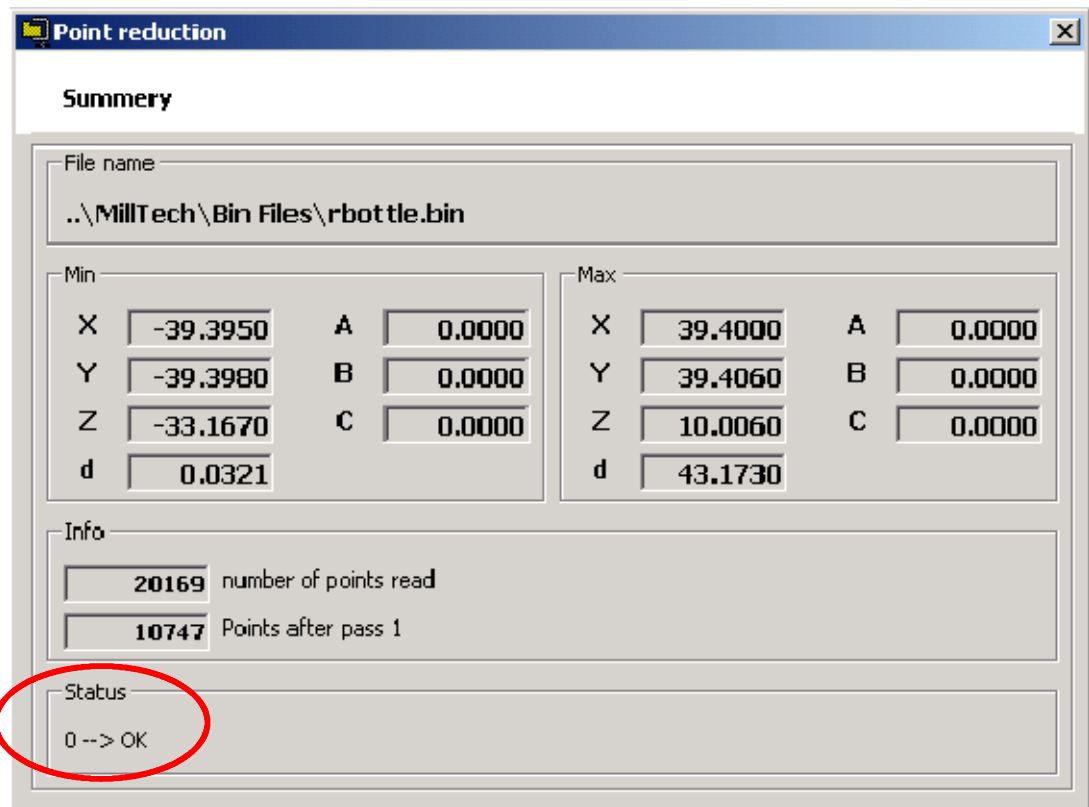 Point reduction
Summery
File name
..\MillTech\Bin Files\rbottle.bin
Min
X -39.3950 A 0.0000
Y -39.3980 B 0.0000
Z -33.1670 C 0.0000
d 0.0321
Max
X 39.4000 A 0.0000
Y 39.4060 B 0.0000
Z 10.0060 C 0.0000
d 43.1730
Info
20169 number of points read
10747 Points after pass 1
Status
0 --> OK